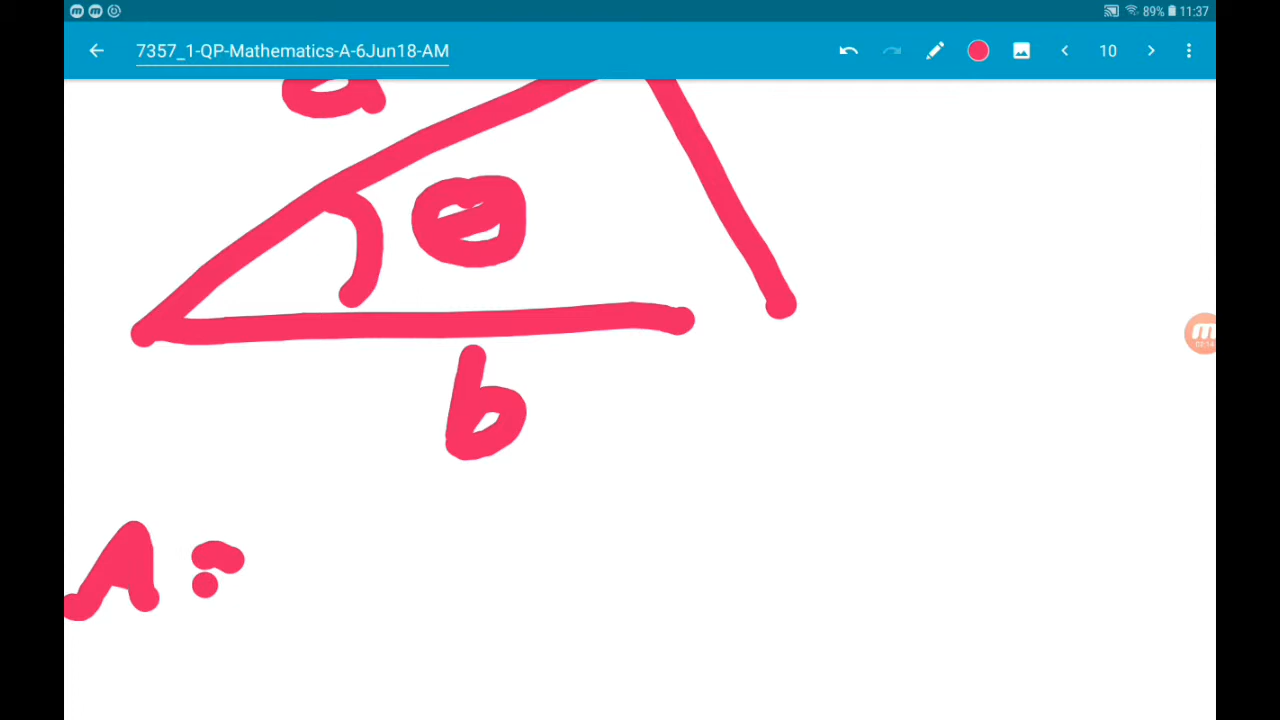 89% 11:37
7357_1-QP-Mathematics-A-6Jun18-AM
10
a
θ
b
A =